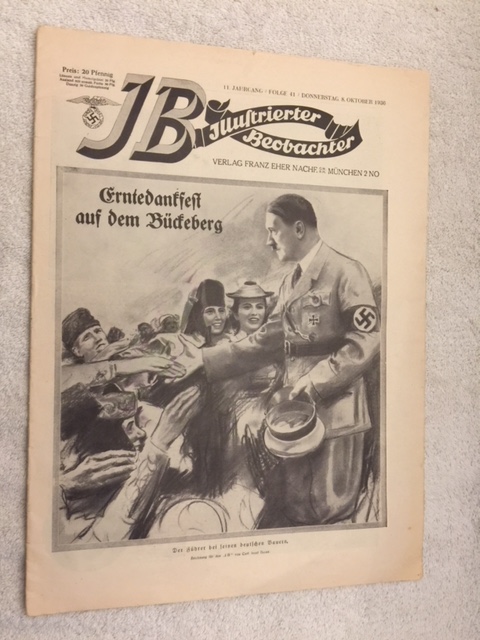 Preis: 20 Pfennig
11. JAHRGANG / FOLGE 41 / DONNERSTAG, 8. OKTOBER 1936
JB
Illustrierter
Beobachter
VERLAG FRANZ EHER NACHF. MÜNCHEN 2 NO
Erntedankfest
auf dem Bückeberg
Der Führer bei seinen deutschen Bauern.